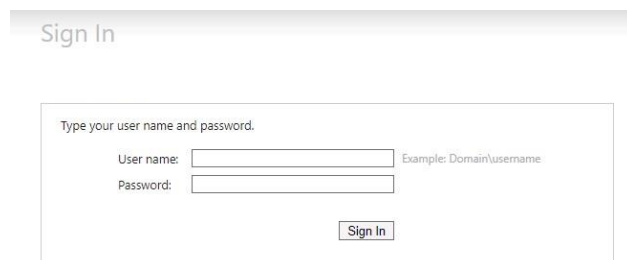 Sign In
Type your user name and password.
User name: Example: Domain\username
Password:
Sign In